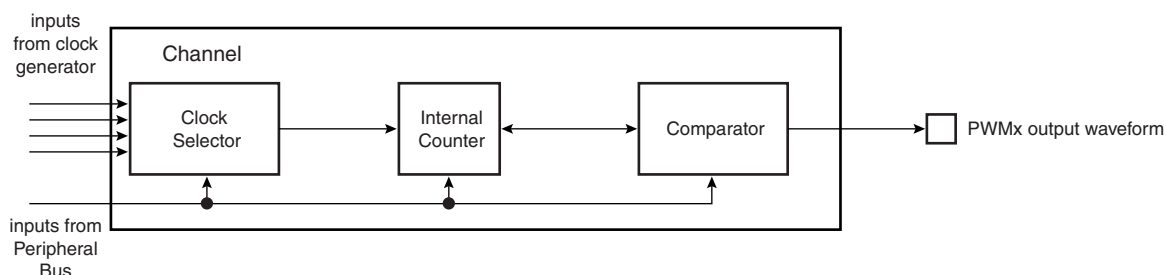 inputs
from clock
generator
Channel
Clock
Selector
Internal
Counter
Comparator
PWMx output waveform
inputs from
Peripheral
Bus